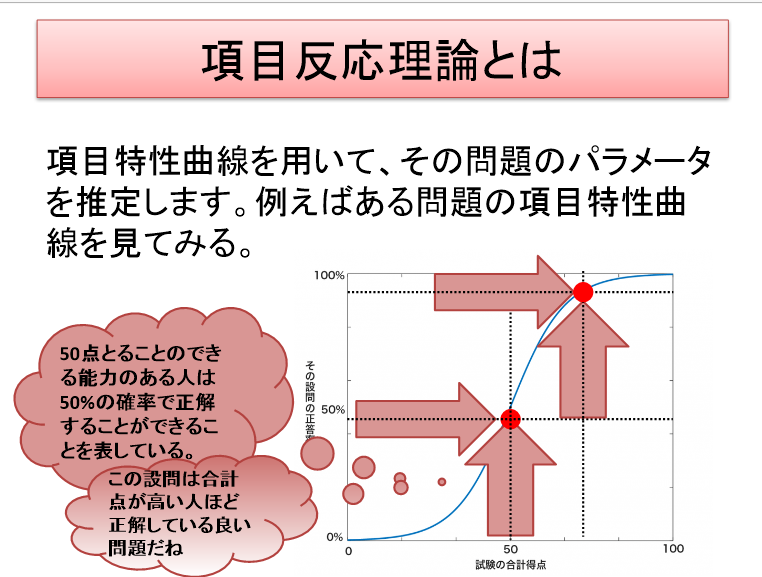 項目反応理論とは
項目特性曲線を用いて、その問題のパラメータ
を推定します。例えばある問題の項目特性曲
線を見てみる。
100%
50%
0%
その設問の正答
0
50
100
試験の合計得点
50点とることのでき
る能力のある人は
50%の確率で正解
することができるこ
とを表している。
この設問は合計
点が高い人ほど
正解している良い
問題だね